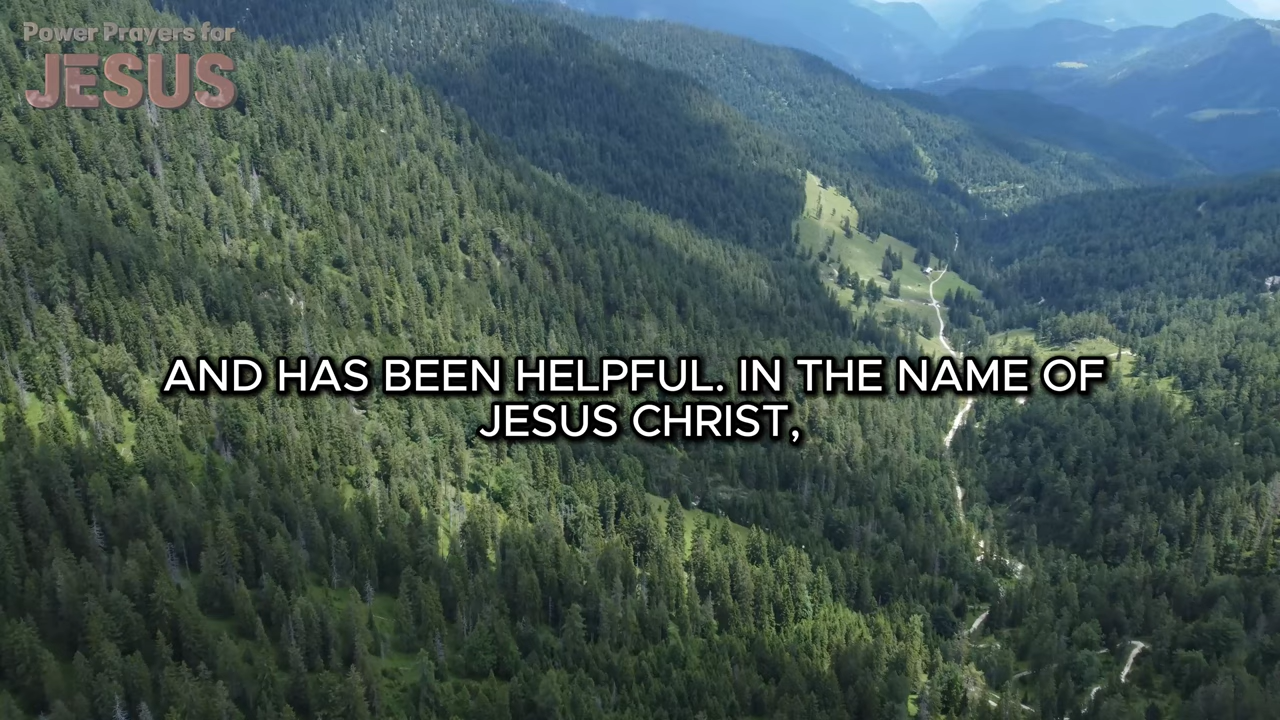 Power Prayers for
JESUS
AND HAS BEEN HELPFUL. IN THE NAME OF
JESUS CHRIST,